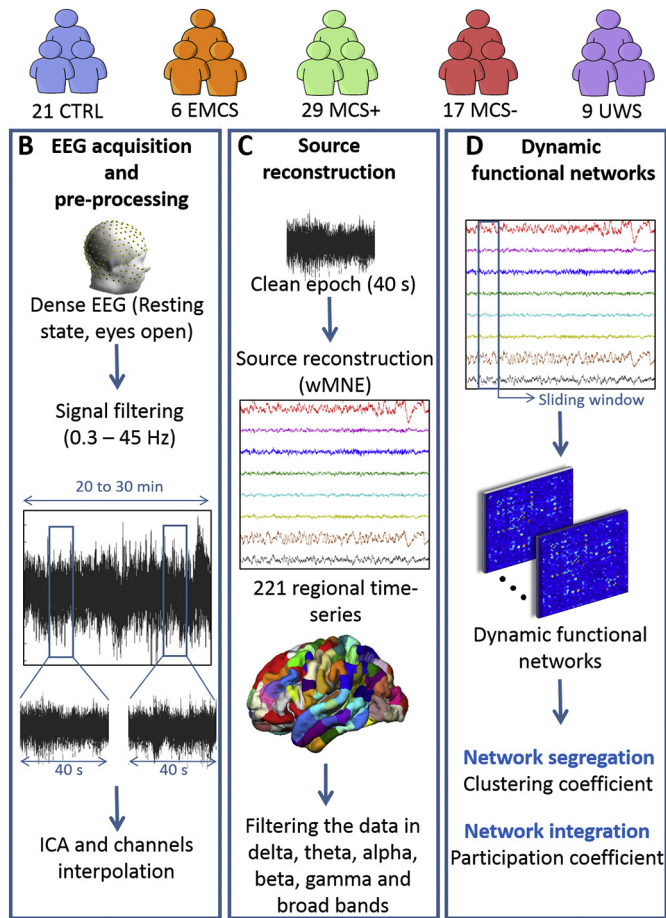 21 CTRL
6 EMCS
29 MCS+
17 MCS-
9 UWS
B EEG acquisition
and
pre-processing
Dense EEG (Resting
state, eyes open)
Signal filtering
(0.3 – 45 Hz)
20 to 30 min
40 s
40 s
ICA and channels
interpolation
C Source
reconstruction
Clean epoch (40 s)
Source reconstruction
(wMNE)
221 regional time-
series
Filtering the data in
delta, theta, alpha,
beta, gamma and
broad bands
D Dynamic
functional networks
Sliding window
Dynamic functional
networks
Network segregation
Clustering coefficient
Network integration
Participation coefficient